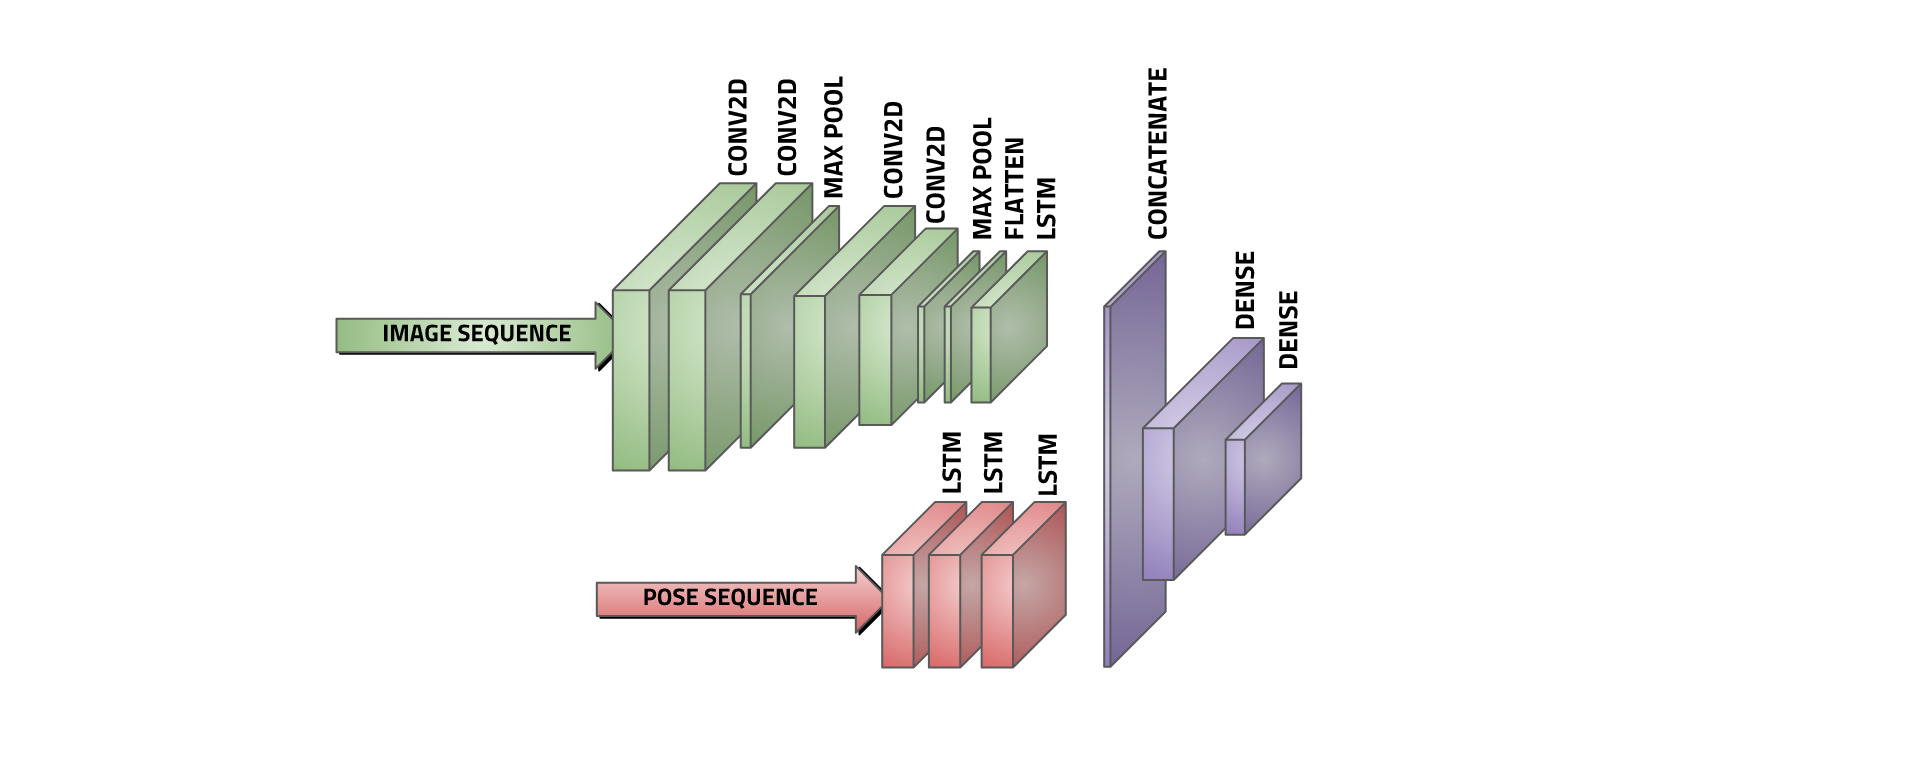 CONV2D
CONV2D
MAX POOL
CONV2D
CONV2D
MAX POOL
FLATTEN
LSTM
CONCATENATE
DENSE
DENSE
IMAGE SEQUENCE
LSTM
LSTM
LSTM
POSE SEQUENCE